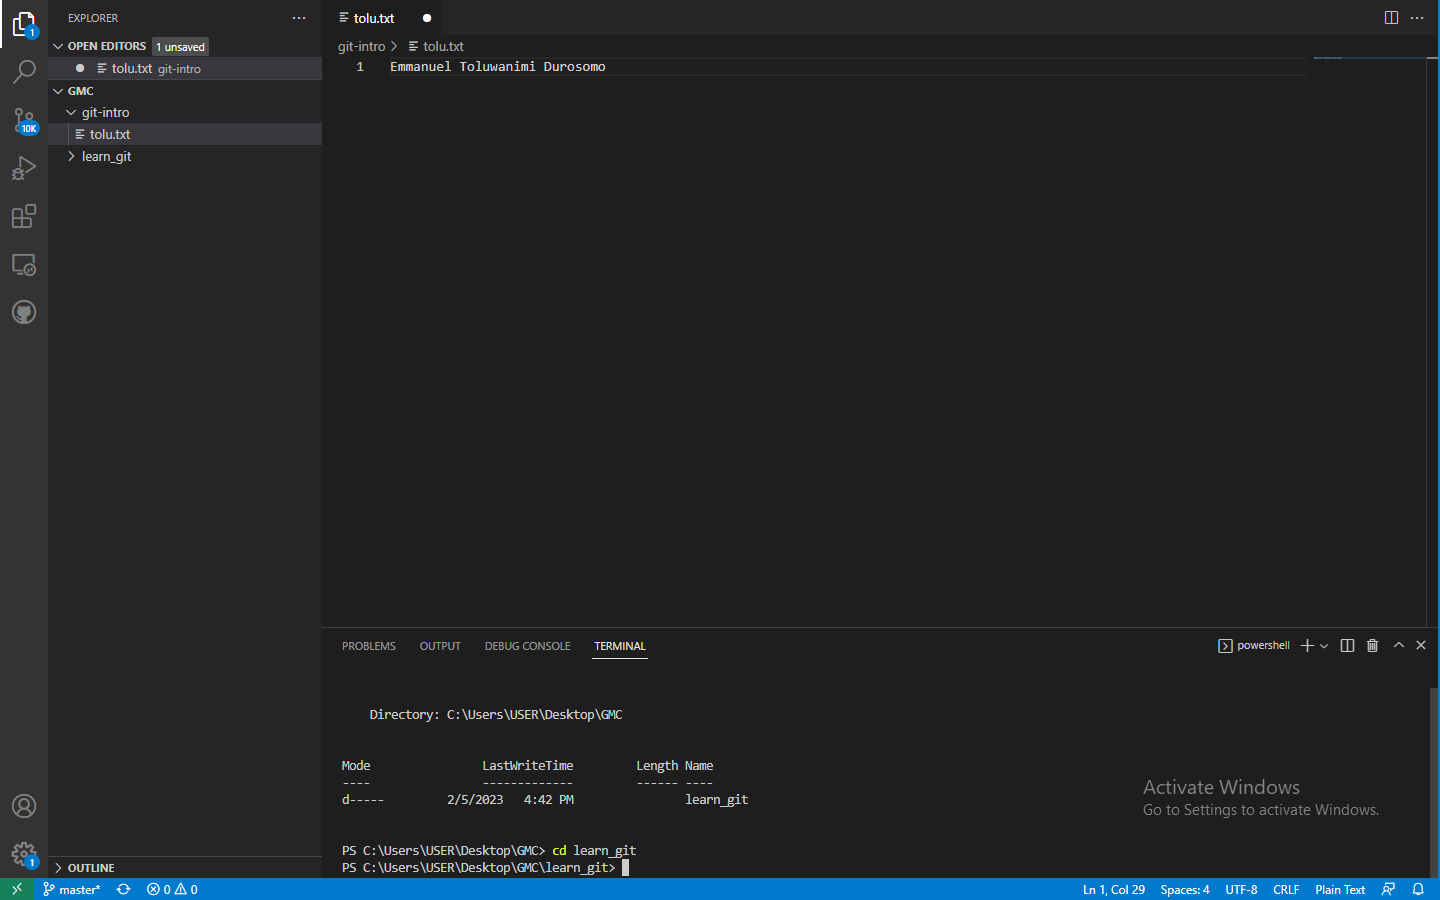 EXPLORER
OPEN EDITORS 1 unsaved
tolu.txt git-intro
GMC
git-intro
tolu.txt
learn_git
OUTLINE
1
10K
1
tolu.txt
git-intro > tolu.txt
1 Emmanuel Toluwanimi Durosomo
PROBLEMS OUTPUT DEBUG CONSOLE TERMINAL
powershell
Directory: C:\Users\USER\Desktop\GMC
Mode LastWriteTime Length Name
---- ------------- ------ ----
d----- 2/5/2023 4:42 PM learn_git
PS C:\Users\USER\Desktop\GMC> cd learn_git
PS C:\Users\USER\Desktop\GMC\learn_git>
Activate Windows
Go to Settings to activate Windows.
master* 0 0 Ln 1, Col 29 Spaces: 4 UTF-8 CRLF Plain Text